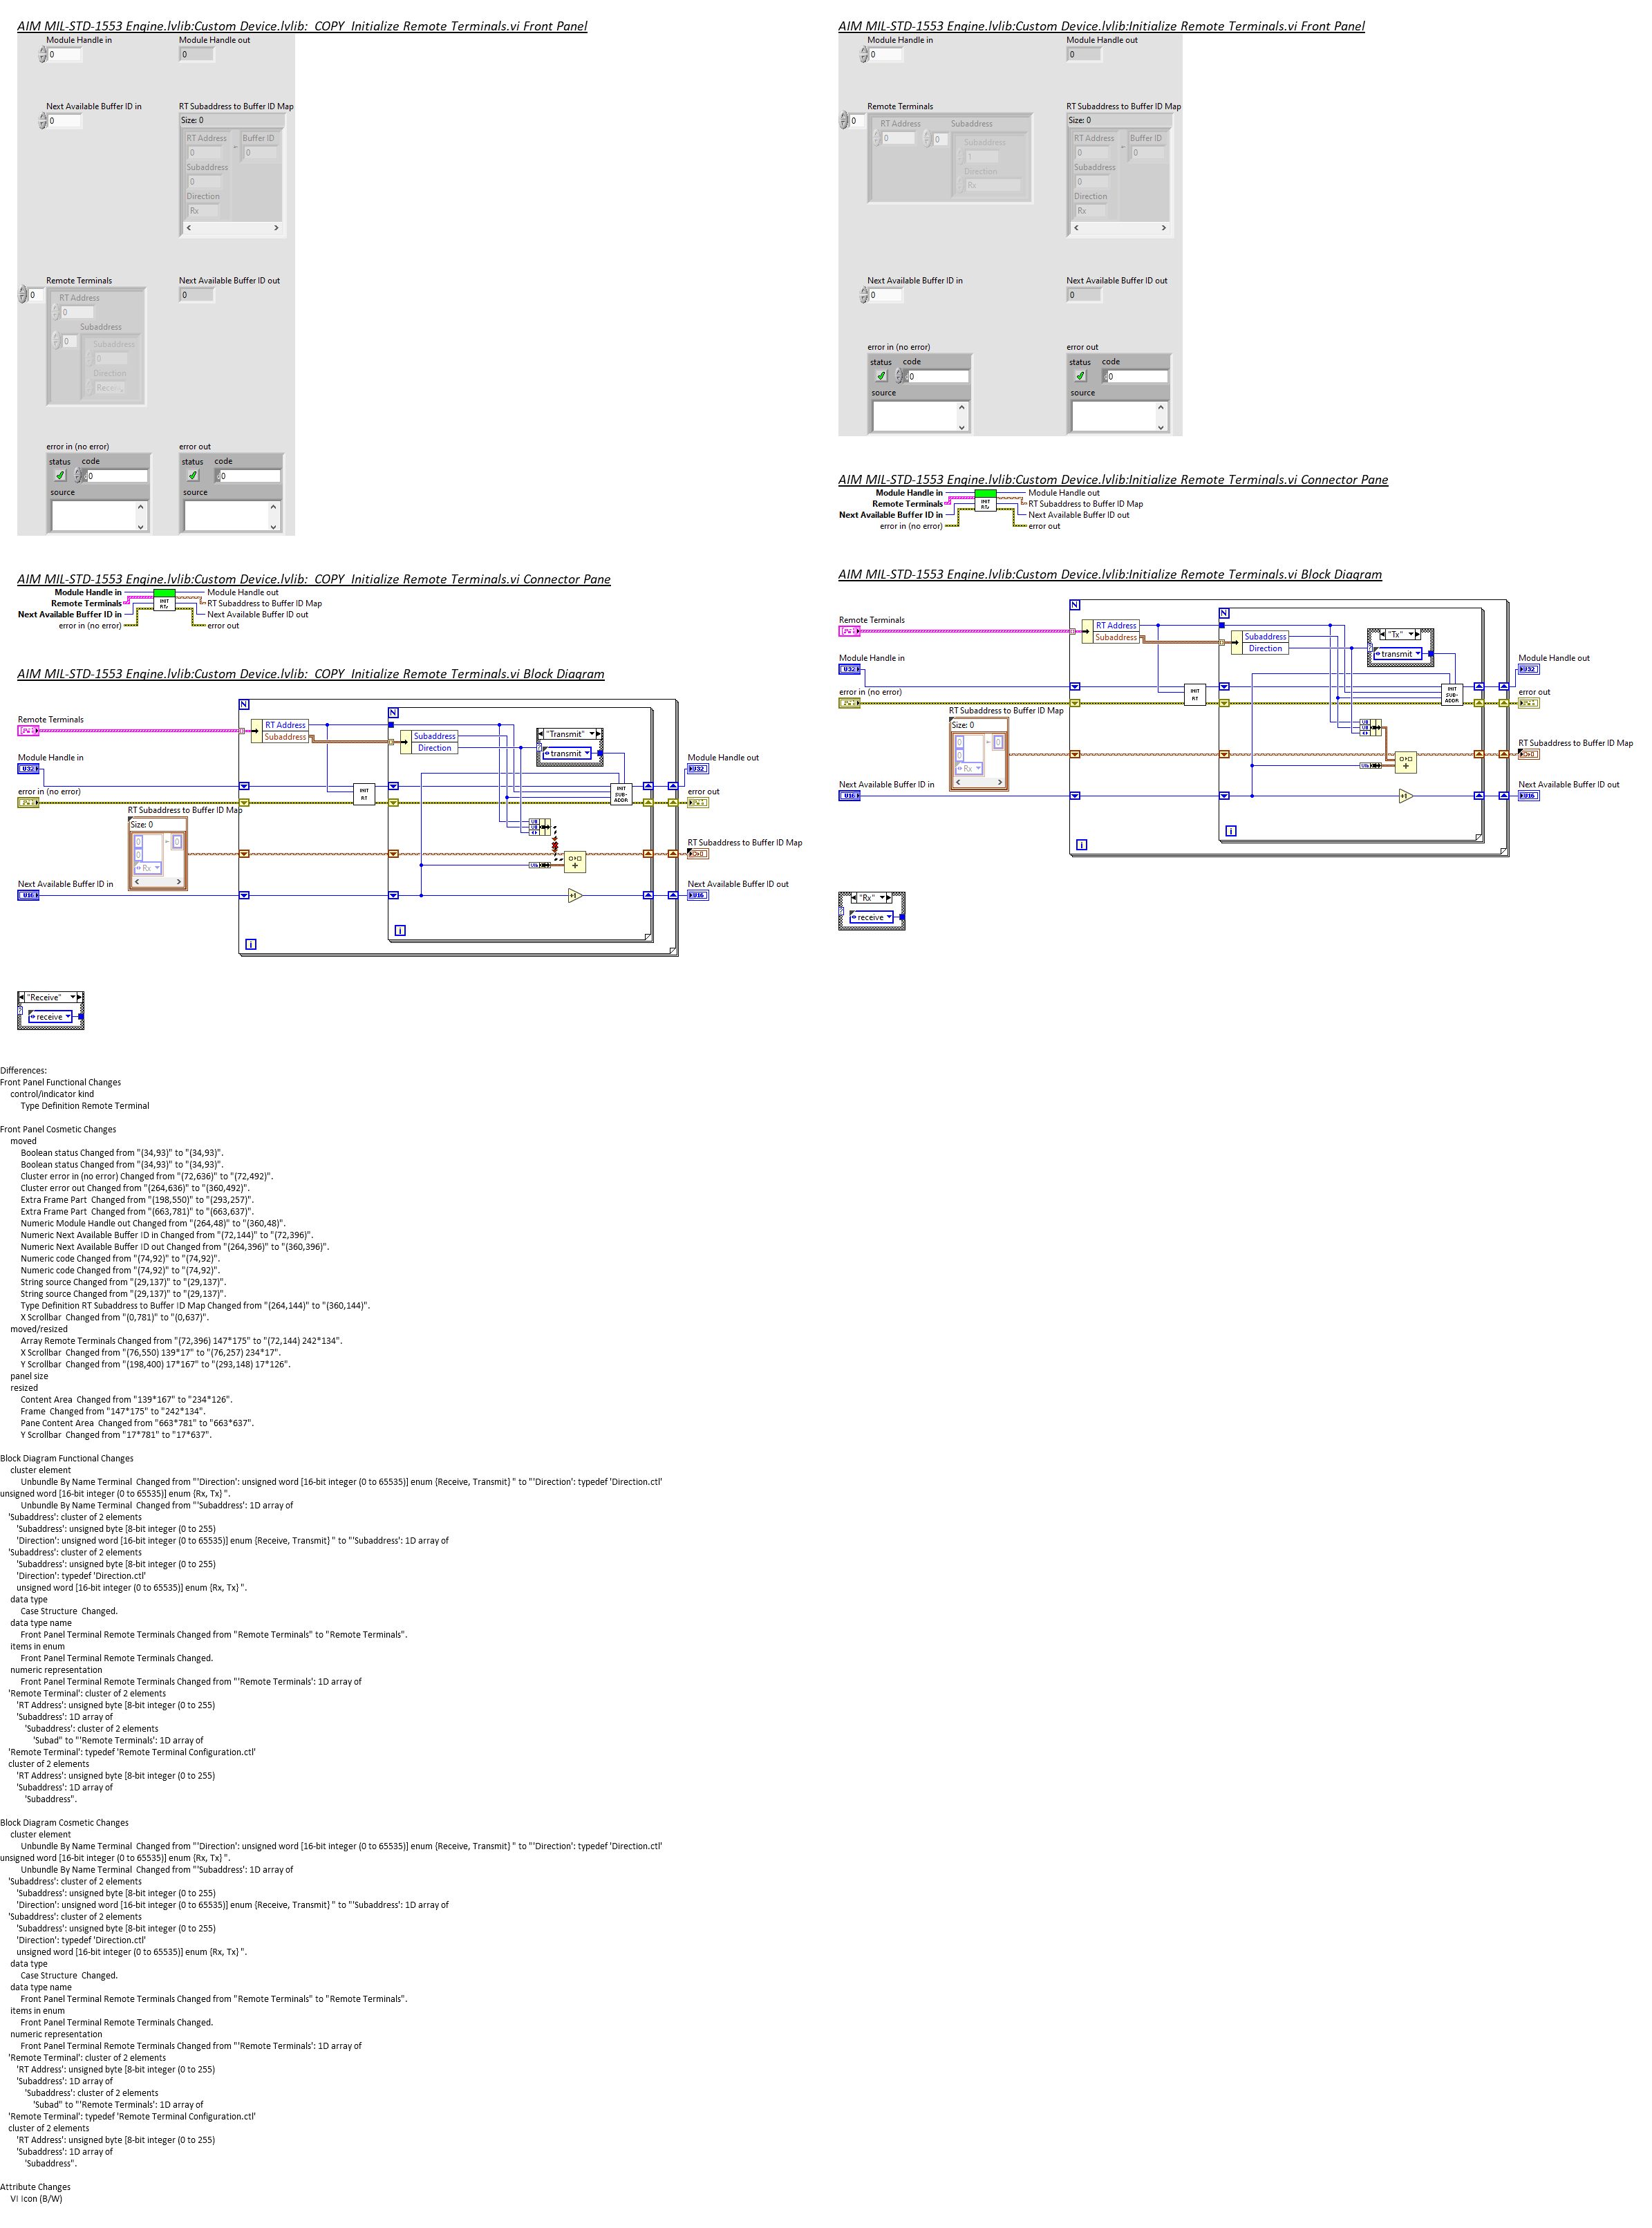 AIM MIL-STD-1553 Engine.lvlib:Custom Device.lvlib:_COPY_Initialize Remote Terminals.vi Front Panel
Module Handle in
0
Module Handle out
0
Next Available Buffer ID in
0
RT Subaddress to Buffer ID Map
Size: 0
RT Address
0
Buffer ID
0
Subaddress
0
Direction
Rx
Remote Terminals
0
RT Address
0
Subaddress
0
Subaddress
0
Direction
Next Available Buffer ID out
0
error in (no error)
status
code
0
source
error out
status
code
0
source
AIM MIL-STD-1553 Engine.lvlib:Custom Device.lvlib:_COPY_Initialize Remote Terminals.vi Connector Pane
Module Handle in
Remote Terminals
Next Available Buffer ID in
error in (no error)
INIT
RT
Module Handle out
RT Subaddress to Buffer ID Map
Next Available Buffer ID out
error out
AIM MIL-STD-1553 Engine.lvlib:Custom Device.lvlib:_COPY_Initialize Remote Terminals.vi Block Diagram
N
N
Remote Terminals
RT Address
Subaddress
Subaddress
Direction
"Transmit"
transmit
Module Handle in
U32
Module Handle out
U32
error in (no error)
INIT
RT
INIT
SUB-
ADDR
error out
RT Subaddress to Buffer ID Map
Size: 0
0
0
0
Rx
RT Subaddress to Buffer ID Map
Next Available Buffer ID in
U16
Next Available Buffer ID out
U16
+1
i
i
"Receive"
receive
AIM MIL-STD-1553 Engine.lvlib:Custom Device.lvlib:Initialize Remote Terminals.vi Front Panel
Module Handle in
0
Module Handle out
0
Remote Terminals
0
RT Address
0
Subaddress
0
Subaddress
1
Direction
Rx
RT Subaddress to Buffer ID Map
Size: 0
RT Address
0
Buffer ID
0
Subaddress
0
Direction
Rx
Next Available Buffer ID in
0
Next Available Buffer ID out
0
error in (no error)
status
code
0
source
error out
status
code
0
source
AIM MIL-STD-1553 Engine.lvlib:Custom Device.lvlib:Initialize Remote Terminals.vi Connector Pane
Module Handle in
Remote Terminals
Next Available Buffer ID in
error in (no error)
INIT
RT
Module Handle out
RT Subaddress to Buffer ID Map
Next Available Buffer ID out
error out
AIM MIL-STD-1553 Engine.lvlib:Custom Device.lvlib:Initialize Remote Terminals.vi Block Diagram
N
N
Remote Terminals
RT Address
Subaddress
Subaddress
Direction
"Tx"
transmit
Module Handle in
U32
Module Handle out
U32
error in (no error)
INIT
RT
INIT
SUB-
ADDR
error out
RT Subaddress to Buffer ID Map
Size: 0
0
0
0
Rx
RT Subaddress to Buffer ID Map
Next Available Buffer ID in
U16
Next Available Buffer ID out
U16
+1
i
i
"Rx"
receive
Differences:
Front Panel Functional Changes
control/indicator kind
Type Definition Remote Terminal
Front Panel Cosmetic Changes
moved
Boolean status Changed from "(34,93)" to "(34,93)".
Boolean status Changed from "(34,93)" to "(34,93)".
Cluster error in (no error) Changed from "(72,636)" to "(72,492)".
Cluster error out Changed from "(264,636)" to "(360,492)".
Extra Frame Part  Changed from "(198,550)" to "(293,257)".
Extra Frame Part  Changed from "(663,781)" to "(663,637)".
Numeric Module Handle out Changed from "(264,48)" to "(360,48)".
Numeric Next Available Buffer ID in Changed from "(72,144)" to "(72,396)".
Numeric Next Available Buffer ID out Changed from "(264,396)" to "(360,396)".
Numeric code Changed from "(74,92)" to "(74,92)".
Numeric code Changed from "(74,92)" to "(74,92)".
String source Changed from "(29,137)" to "(29,137)".
String source Changed from "(29,137)" to "(29,137)".
Type Definition RT Subaddress to Buffer ID Map Changed from "(264,144)" to "(360,144)".
X Scrollbar  Changed from "(0,781)" to "(0,637)".
moved/resized
Array Remote Terminals Changed from "(72,396) 147*175" to "(72,144) 242*134".
X Scrollbar  Changed from "(76,550) 139*17" to "(76,257) 234*17".
Y Scrollbar  Changed from "(198,400) 17*167" to "(293,148) 17*126".
panel size
resized
Content Area  Changed from "139*167" to "234*126".
Frame  Changed from "147*175" to "242*134".
Pane Content Area  Changed from "663*781" to "663*637".
Y Scrollbar  Changed from "17*781" to "17*637".
Block Diagram Functional Changes
cluster element
Unbundle By Name Terminal  Changed from "'Direction': unsigned word [16-bit integer (0 to 65535)] enum {Receive, Transmit} " to "'Direction': typedef 'Direction.ctl'
unsigned word [16-bit integer (0 to 65535)] enum {Rx, Tx} ".
Unbundle By Name Terminal  Changed from "'Subaddress': 1D array of
'Subaddress': cluster of 2 elements
'Subaddress': unsigned byte [8-bit integer (0 to 255)
'Direction': unsigned word [16-bit integer (0 to 65535)] enum {Receive, Transmit} " to "'Subaddress': 1D array of
'Subaddress': cluster of 2 elements
'Subaddress': unsigned byte [8-bit integer (0 to 255)
'Direction': typedef 'Direction.ctl'
unsigned word [16-bit integer (0 to 65535)] enum {Rx, Tx} ".
data type
Case Structure  Changed.
data type name
Front Panel Terminal Remote Terminals Changed from "Remote Terminals" to "Remote Terminals".
items in enum
Front Panel Terminal Remote Terminals Changed.
numeric representation
Front Panel Terminal Remote Terminals Changed from "'Remote Terminals': 1D array of
'Remote Terminal': cluster of 2 elements
'RT Address': unsigned byte [8-bit integer (0 to 255)
'Subaddress': 1D array of
'Subaddress': cluster of 2 elements
'Subad" to "'Remote Terminals': 1D array of
'Remote Terminal': typedef 'Remote Terminal Configuration.ctl'
cluster of 2 elements
'RT Address': unsigned byte [8-bit integer (0 to 255)
'Subaddress': 1D array of
'Subaddress".
Block Diagram Cosmetic Changes
cluster element
Unbundle By Name Terminal  Changed from "'Direction': unsigned word [16-bit integer (0 to 65535)] enum {Receive, Transmit} " to "'Direction': typedef 'Direction.ctl'
unsigned word [16-bit integer (0 to 65535)] enum {Rx, Tx} ".
Unbundle By Name Terminal  Changed from "'Subaddress': 1D array of
'Subaddress': cluster of 2 elements
'Subaddress': unsigned byte [8-bit integer (0 to 255)
'Direction': unsigned word [16-bit integer (0 to 65535)] enum {Receive, Transmit} " to "'Subaddress': 1D array of
'Subaddress': cluster of 2 elements
'Subaddress': unsigned byte [8-bit integer (0 to 255)
'Direction': typedef 'Direction.ctl'
unsigned word [16-bit integer (0 to 65535)] enum {Rx, Tx} ".
data type
Case Structure  Changed.
data type name
Front Panel Terminal Remote Terminals Changed from "Remote Terminals" to "Remote Terminals".
items in enum
Front Panel Terminal Remote Terminals Changed.
numeric representation
Front Panel Terminal Remote Terminals Changed from "'Remote Terminals': 1D array of
'Remote Terminal': cluster of 2 elements
'RT Address': unsigned byte [8-bit integer (0 to 255)
'Subaddress': 1D array of
'Subaddress': cluster of 2 elements
'Subad" to "'Remote Terminals': 1D array of
'Remote Terminal': typedef 'Remote Terminal Configuration.ctl'
cluster of 2 elements
'RT Address': unsigned byte [8-bit integer (0 to 255)
'Subaddress': 1D array of
'Subaddress".
Attribute Changes
VI Icon (B/W)